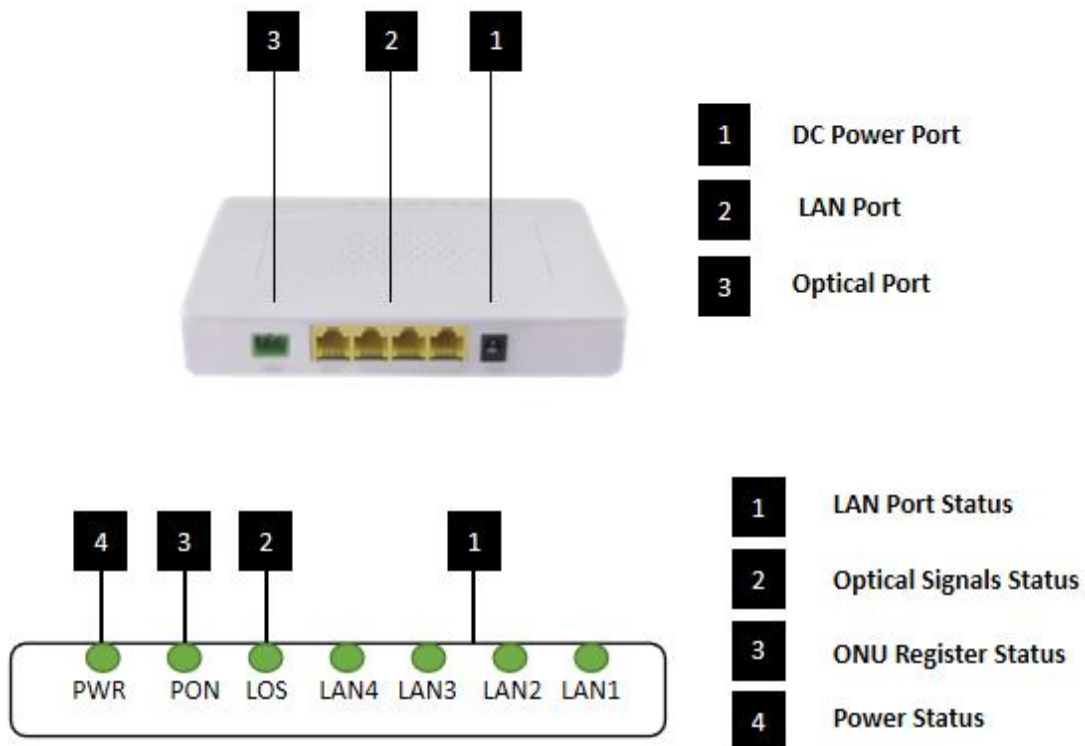 3 2 1
1 DC Power Port
2 LAN Port
3 Optical Port
4 3 2 1
PWR PON LOS LAN4 LAN3 LAN2 LAN1
1 LAN Port Status
2 Optical Signals Status
3 ONU Register Status
4 Power Status